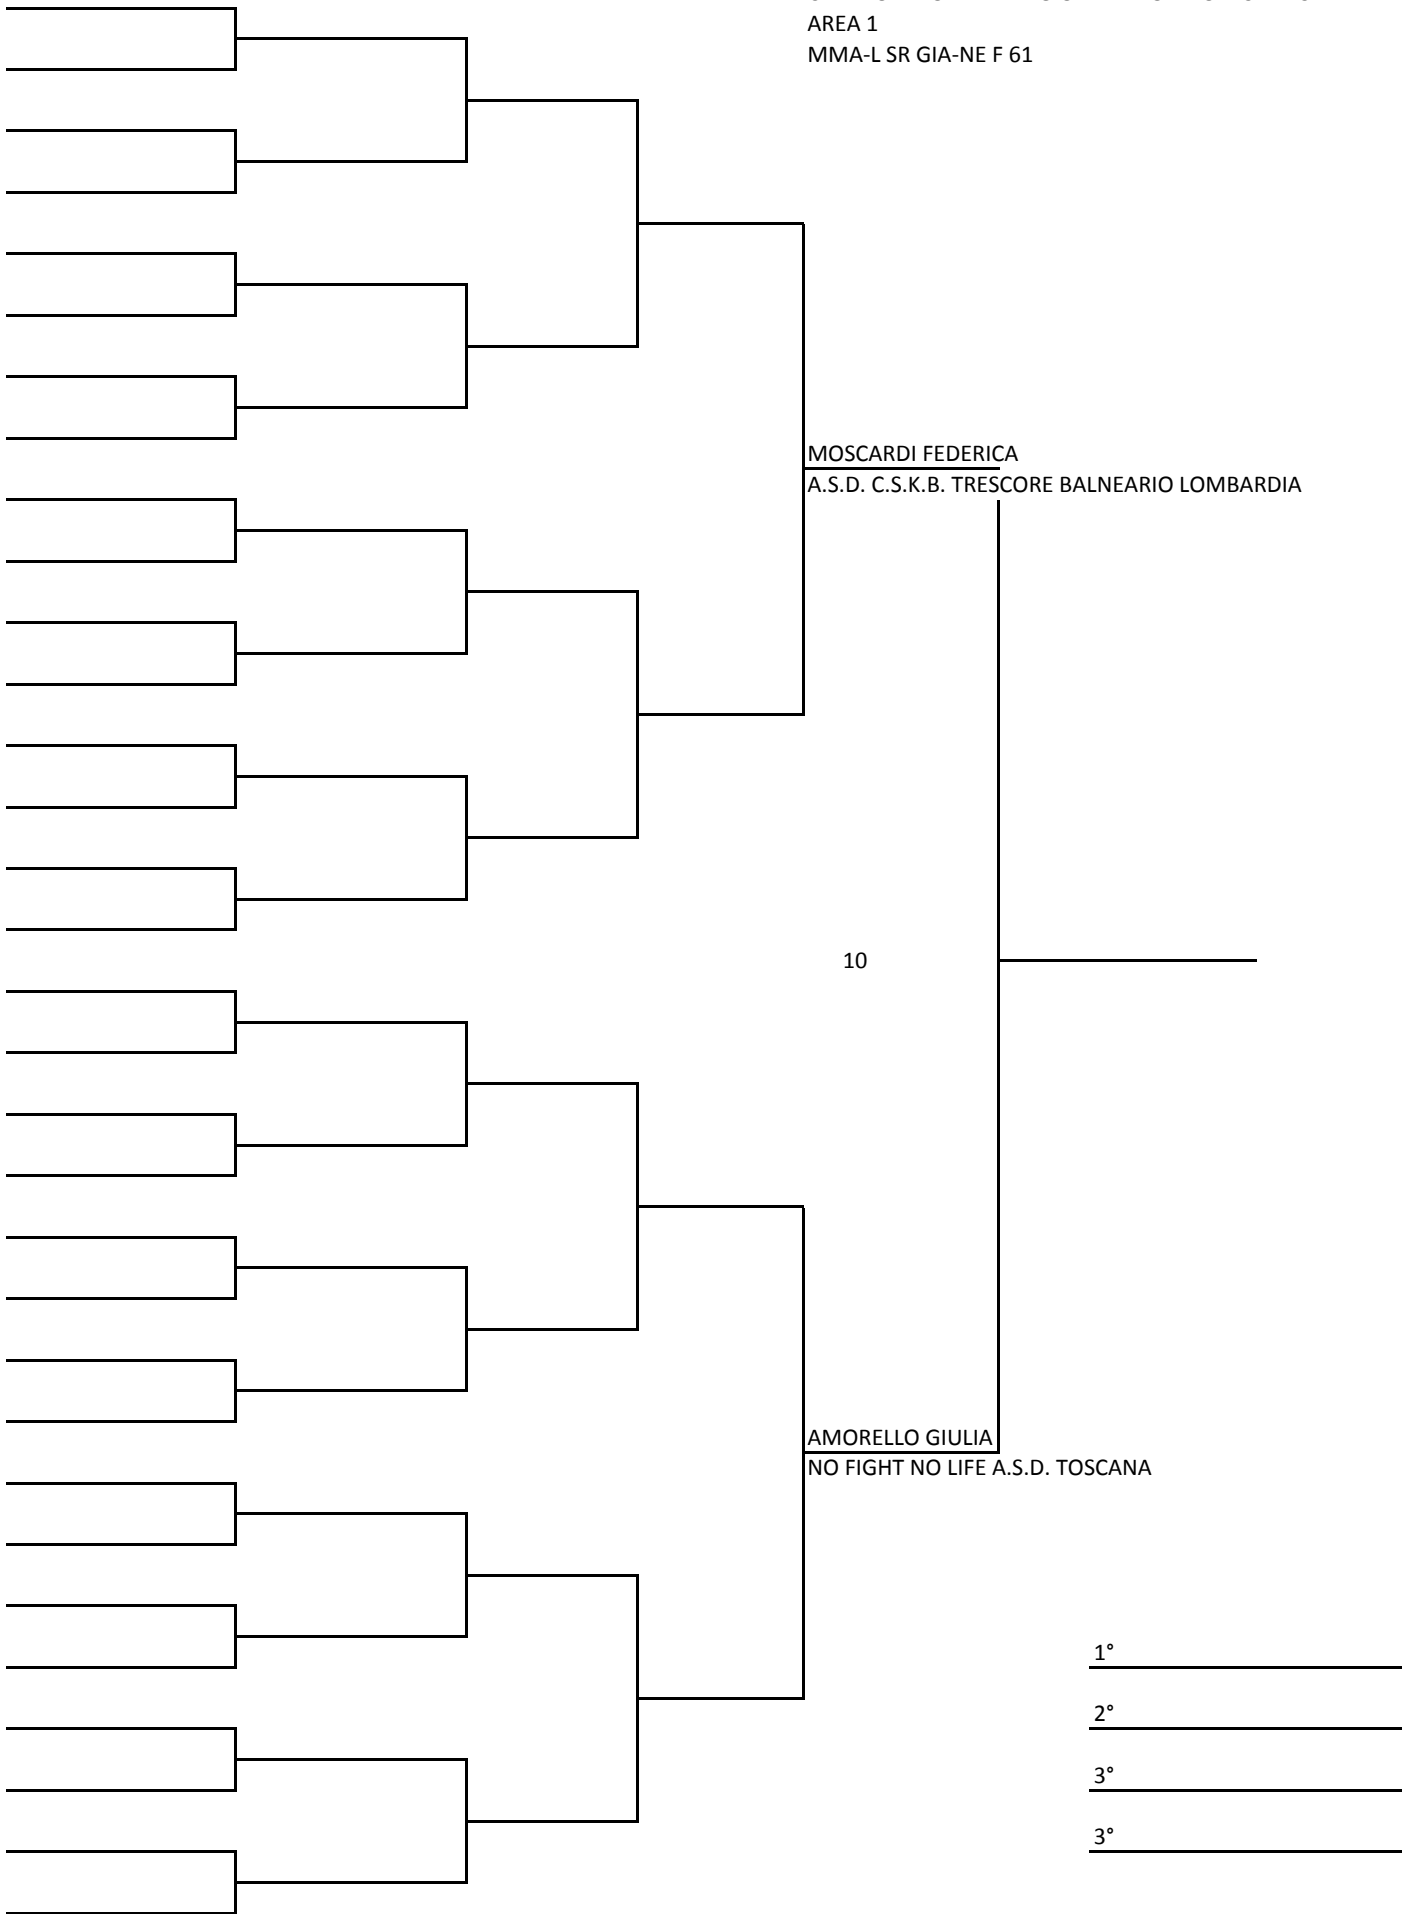 AREA 1
MMA-L SR GIA-NE F 61
MOSCARDI FEDERICA
A.S.D. C.S.K.B. TRESCORE BALNEARIO LOMBARDIA
10
AMORELLO GIULIA
NO FIGHT NO LIFE A.S.D. TOSCANA
1°
2°
3°
3°